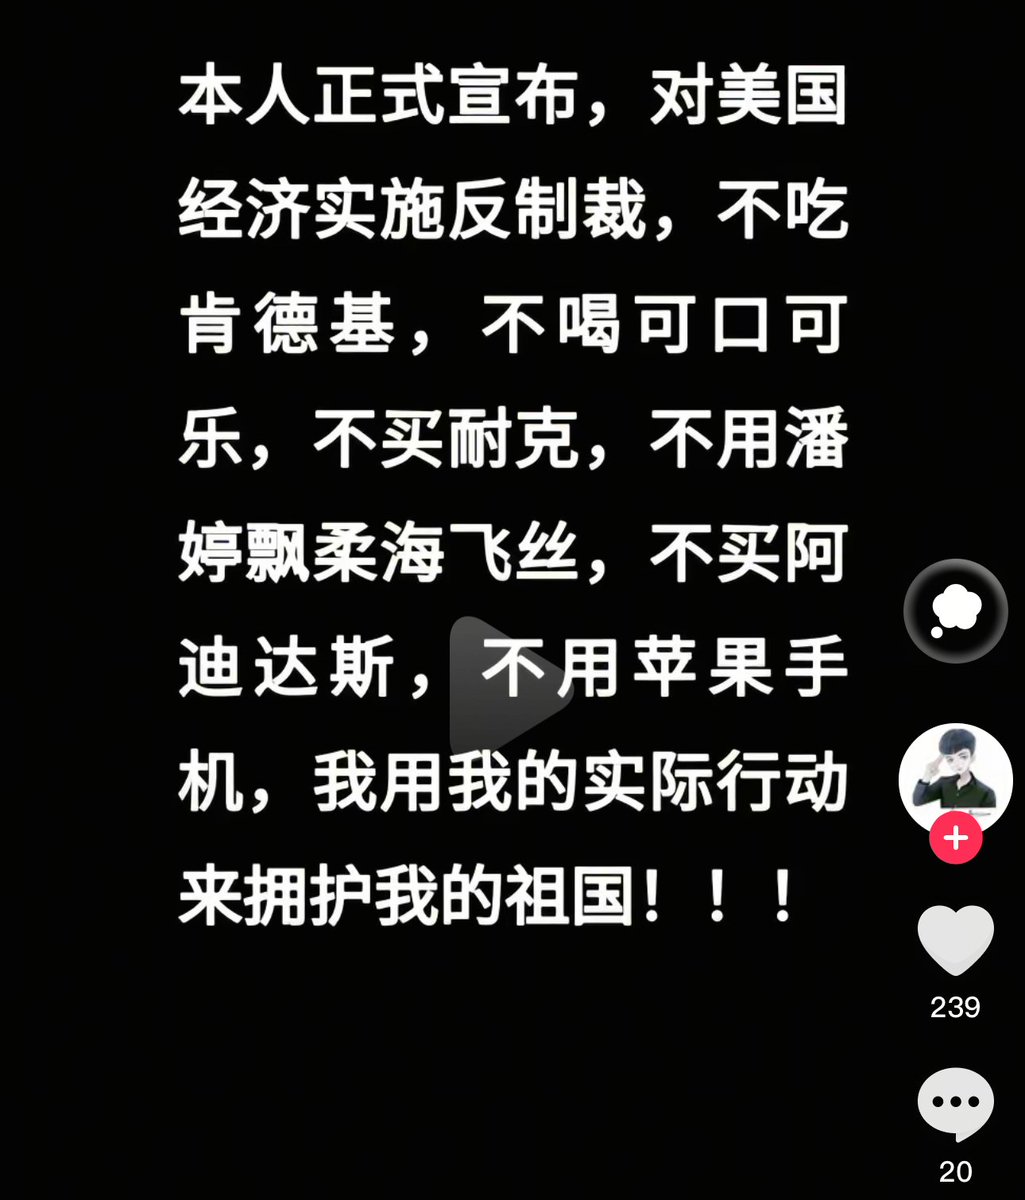 本人正式宣布，对美国
经济实施反制裁，不吃
肯德基，不喝可口可
乐，不买耐克，不用潘
婷飘柔海飞丝，不买阿
迪达斯，不用苹果手
机，我用我的实际行动
来拥护我的祖国！！！
239
20